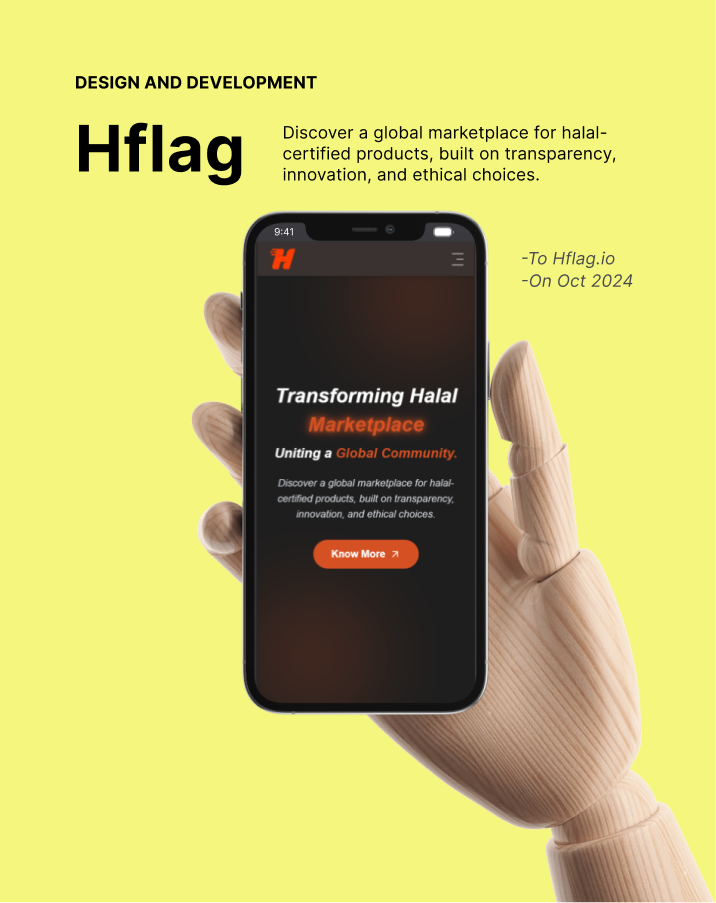 DESIGN AND DEVELOPMENT
Hflag
Discover a global marketplace for halal-
certified products, built on transparency,
innovation, and ethical choices.
-To Hflag.io
-On Oct 2024
9:41
H
Transforming Halal
Marketplace
Uniting a Global Community.
Discover a global marketplace for halal-
certified products, built on transparency,
innovation, and ethical choices.
Know More